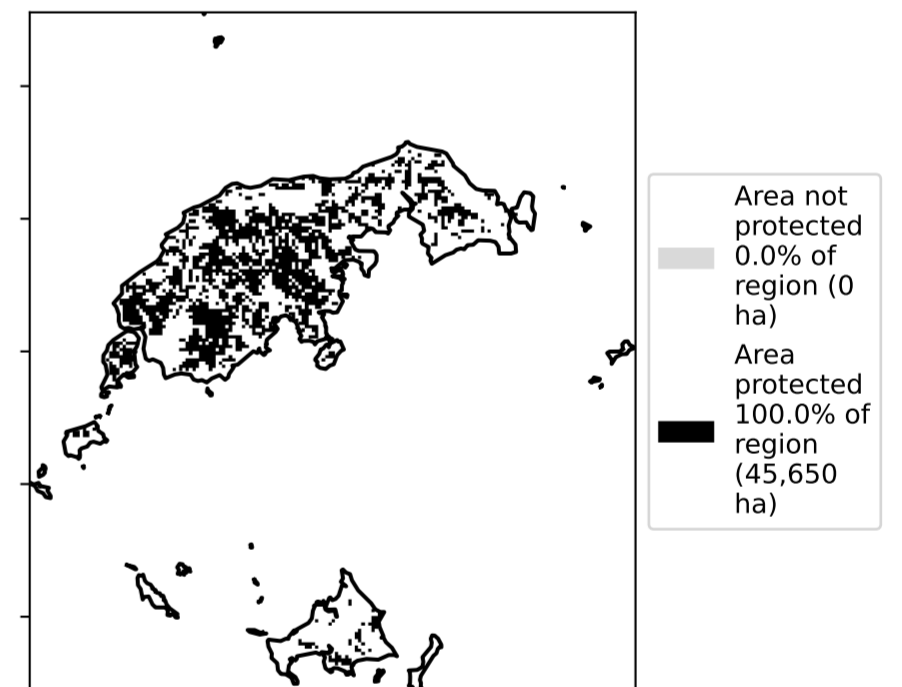 Area not
protected
0.0% of
region (0
ha)
Area
protected
100.0% of
region
(45,650
ha)